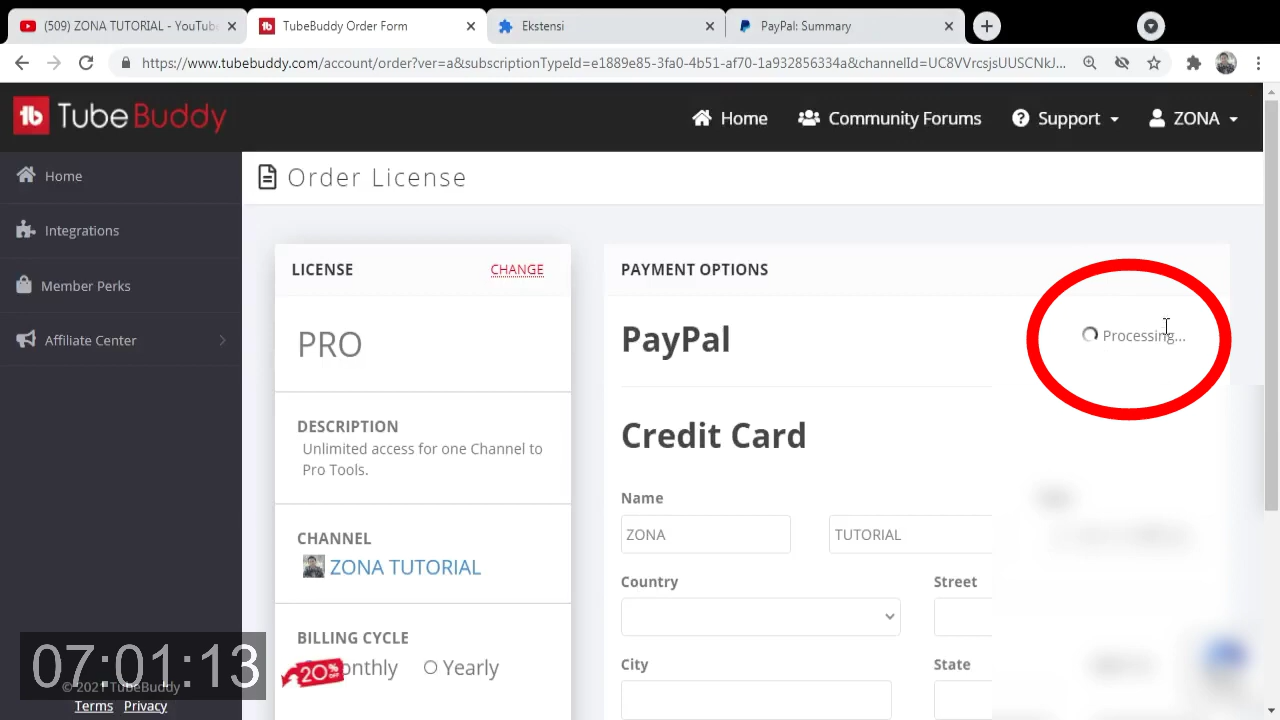 (509) ZONA TUTORIAL - YouTube
TubeBuddy Order Form
Ekstensi
PayPal: Summary
https://www.tubebuddy.com/account/order?ver=a&subscriptionTypeId=e1889e85-3fa0-4b51-af70-1a932856334a&channelId=UC8VVrcsjsUUSCNkJ...
tb TubeBuddy
Home
Community Forums
Support
ZONA
Home
Integrations
Member Perks
Affiliate Center
Order License
LICENSE
CHANGE
PRO
DESCRIPTION
Unlimited access for one Channel to
Pro Tools.
CHANNEL
ZONA TUTORIAL
BILLING CYCLE
Monthly
Yearly
20%
OFF
PAYMENT OPTIONS
PayPal
Processing...
Credit Card
Name
ZONA
TUTORIAL
Country
Street
City
State
07:01:13
© 2021 TubeBuddy
Terms
Privacy